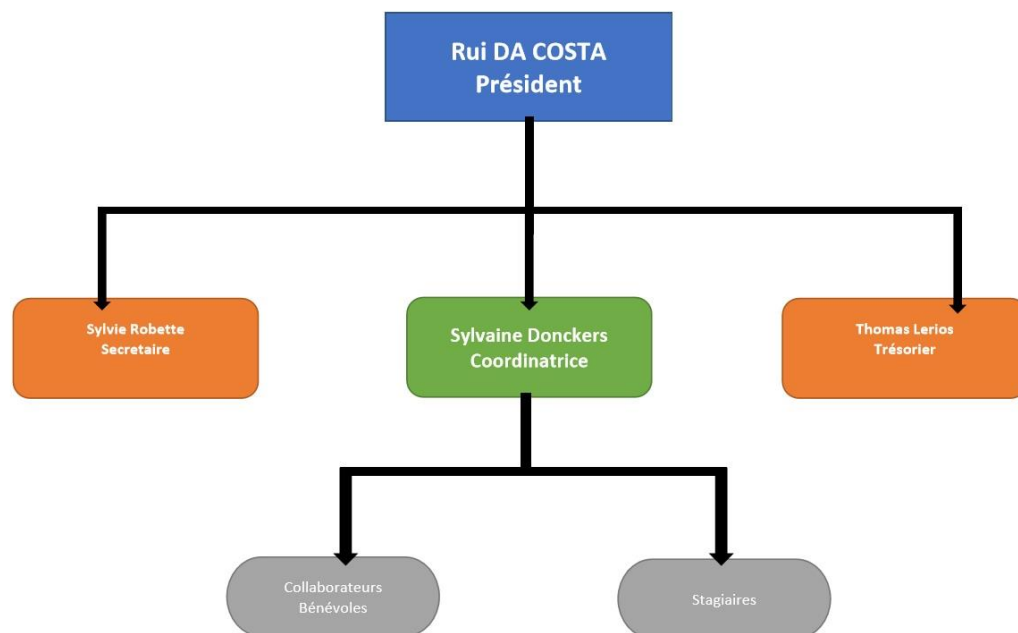 Rui DA COSTA
Président
Sylvie Robette
Secretaire
Sylvaine Donckers
Coordinatrice
Thomas Lerios
Trésorier
Collaborateurs
Bénévoles
Stagiaires